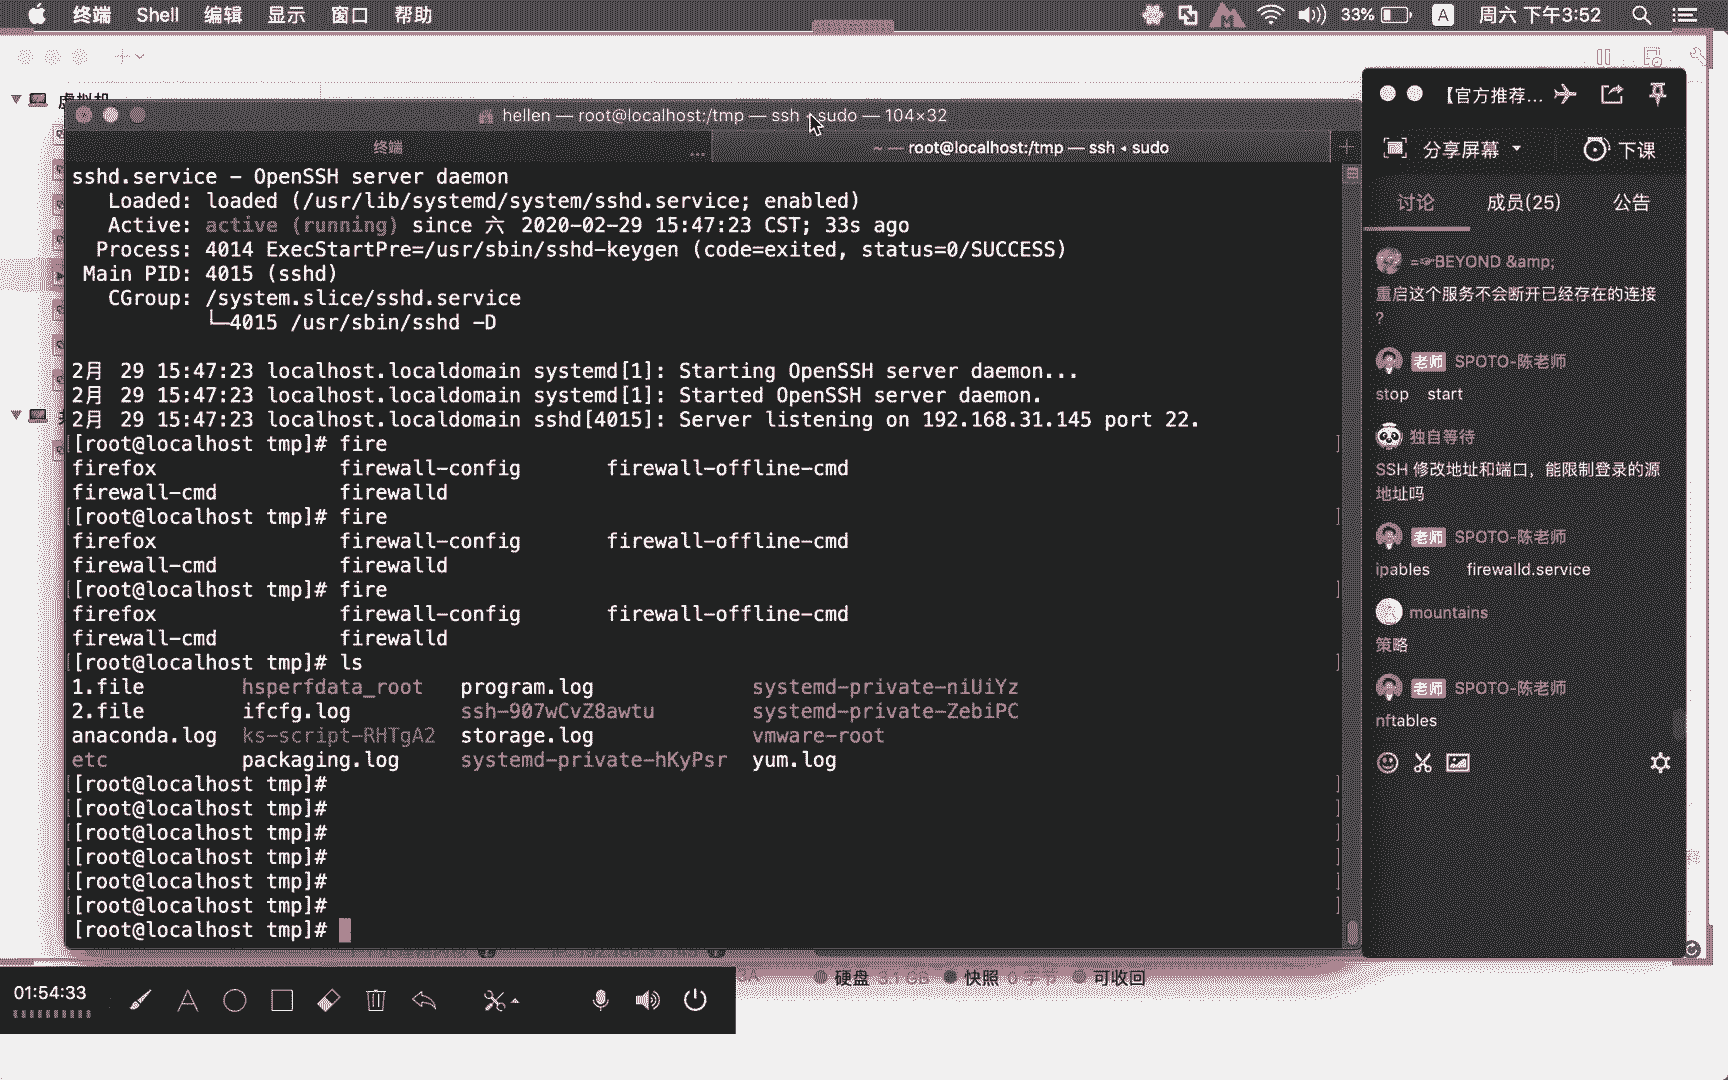 终端 Shell 编辑 显示 窗口 帮助 33% A 周六 下午3:52
hellen — root@localhost:/tmp — ssh • sudo — 104×32
终端 ... ~ — root@localhost:/tmp — ssh • sudo
sshd.service - OpenSSH server daemon
Loaded: loaded (/usr/lib/systemd/system/sshd.service; enabled)
Active: active (running) since 六 2020-02-29 15:47:23 CST; 33s ago
Process: 4014 ExecStartPre=/usr/sbin/sshd-keygen (code=exited, status=0/SUCCESS)
Main PID: 4015 (sshd)
CGroup: /system.slice/sshd.service
└─4015 /usr/sbin/sshd -D
2月 29 15:47:23 localhost.localdomain systemd[1]: Starting OpenSSH server daemon...
2月 29 15:47:23 localhost.localdomain systemd[1]: Started OpenSSH server daemon.
2月 29 15:47:23 localhost.localdomain sshd[4015]: Server listening on 192.168.31.145 port 22.
[[root@localhost tmp]# fire ]
firefox firewall-config firewall-offline-cmd
firewall-cmd firewalld
[[root@localhost tmp]# fire ]
firefox firewall-config firewall-offline-cmd
firewall-cmd firewalld
[[root@localhost tmp]# fire ]
firefox firewall-config firewall-offline-cmd
firewall-cmd firewalld
[[root@localhost tmp]# ls ]
1.file hsperfdata_root program.log systemd-private-niUiYz
2.file ifcfg.log ssh-907wCvZ8awtu systemd-private-ZebiPC
anaconda.log ks-script-RHTgA2 storage.log vmware-root
etc packaging.log systemd-private-hKyPsr yum.log
[[root@localhost tmp]# ]
[[root@localhost tmp]# ]
[[root@localhost tmp]# ]
[[root@localhost tmp]# ]
[[root@localhost tmp]# ]
[[root@localhost tmp]# ]
[root@localhost tmp]#
【官方推荐...
分享屏幕 下课
讨论 成员(25) 公告
=☞BEYOND &amp;
重启这个服务不会断开已经存在的连接
?
老师 SPOTO-陈老师
stop start
独自等待
SSH 修改地址和端口，能限制登录的源
地址吗
老师 SPOTO-陈老师
ipables firewalld.service
mountains
策略
老师 SPOTO-陈老师
nftables
硬盘 3.1 GB 快照 0 字节 可收回
01:54:33